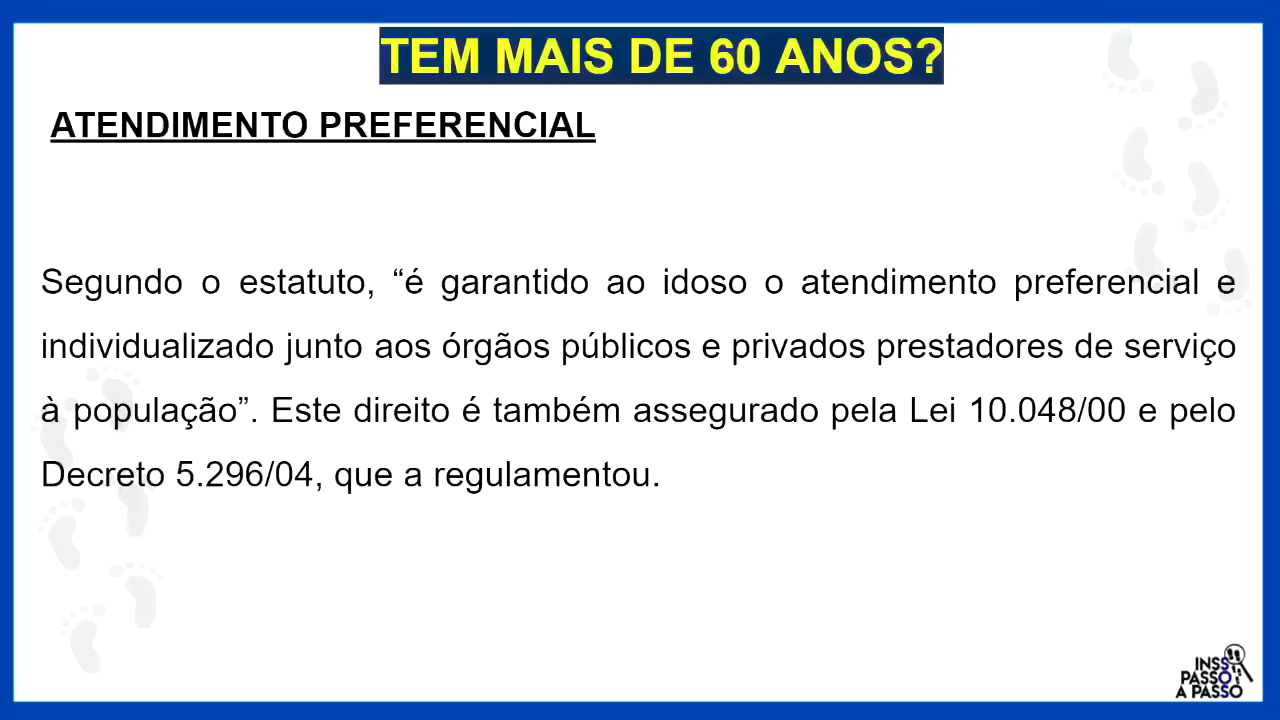 TEM MAIS DE 60 ANOS?
ATENDIMENTO PREFERENCIAL
Segundo o estatuto, “é garantido ao idoso o atendimento preferencial e
individualizado junto aos órgãos públicos e privados prestadores de serviço
à população”. Este direito é também assegurado pela Lei 10.048/00 e pelo
Decreto 5.296/04, que a regulamentou.
INSS
PASSO
A PASSO